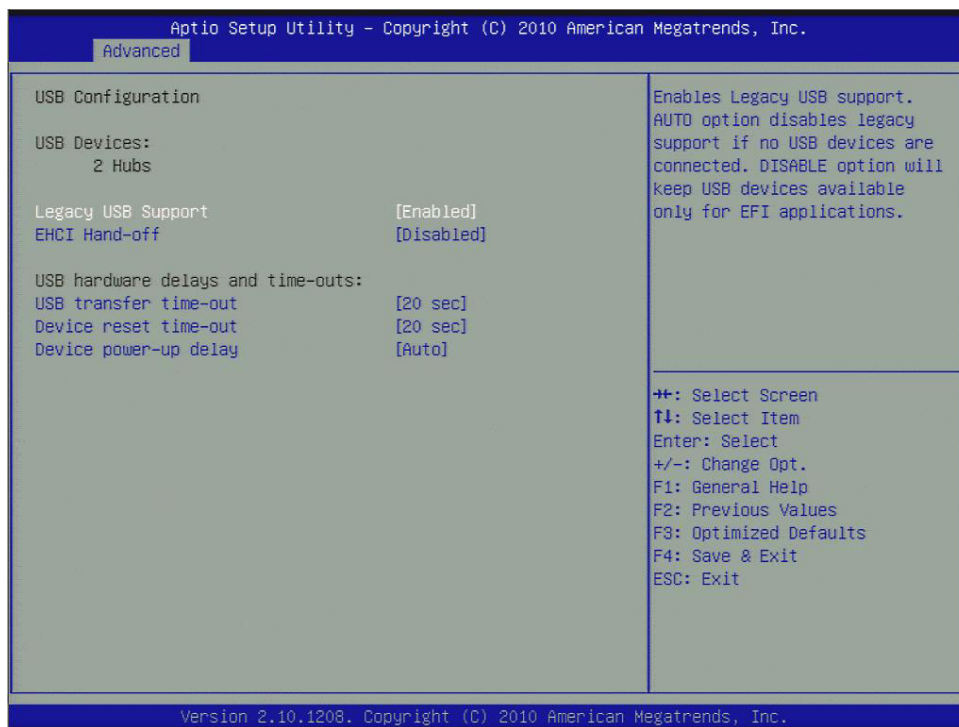 Aptio Setup Utility – Copyright (C) 2010 American Megatrends, Inc.
Advanced
USB Configuration
USB Devices:
2 Hubs
Legacy USB Support [Enabled]
EHCI Hand-off [Disabled]
USB hardware delays and time-outs:
USB transfer time-out [20 sec]
Device reset time-out [20 sec]
Device power-up delay [Auto]
Enables Legacy USB support.
AUTO option disables legacy
support if no USB devices are
connected. DISABLE option will
keep USB devices available
only for EFI applications.
→←: Select Screen
↑↓: Select Item
Enter: Select
+/-: Change Opt.
F1: General Help
F2: Previous Values
F3: Optimized Defaults
F4: Save & Exit
ESC: Exit
Version 2.10.1208. Copyright (C) 2010 American Megatrends, Inc.